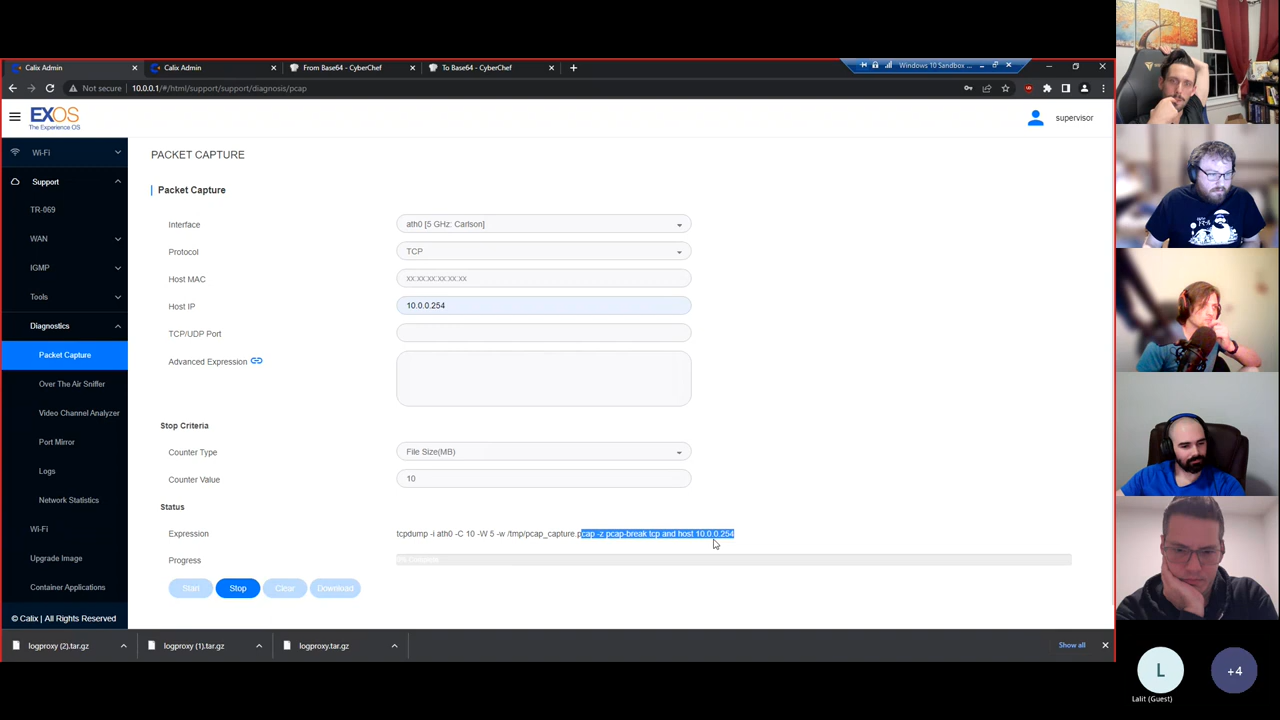 Calix Admin
Calix Admin
From Base64 - CyberChef
To Base64 - CyberChef
Windows 10 Sandbox ...
Not secure
10.0.0.1/#/html/support/support/diagnosis/pcap
EXOS
The Experience OS
supervisor
Wi-Fi
Support
TR-069
WAN
IGMP
Tools
Diagnostics
Packet Capture
Over The Air Sniffer
Video Channel Analyzer
Port Mirror
Logs
Network Statistics
Wi-Fi
Upgrade Image
Container Applications
© Calix | All Rights Reserved
PACKET CAPTURE
Packet Capture
Interface
ath0 [5 GHz: Carlson]
Protocol
TCP
Host MAC
xx:xx:xx:xx:xx:xx
Host IP
10.0.0.254
TCP/UDP Port
Advanced Expression
Stop Criteria
Counter Type
File Size(MB)
Counter Value
10
Status
Expression
tcpdump -i ath0 -C 10 -W 5 -w /tmp/pcap_capture.pcap -z pcap-break tcp and host 10.0.0.254
Progress
Start
Stop
Clear
Download
logproxy (2).tar.gz
logproxy (1).tar.gz
logproxy.tar.gz
Show all
L
Lalit (Guest)
+4